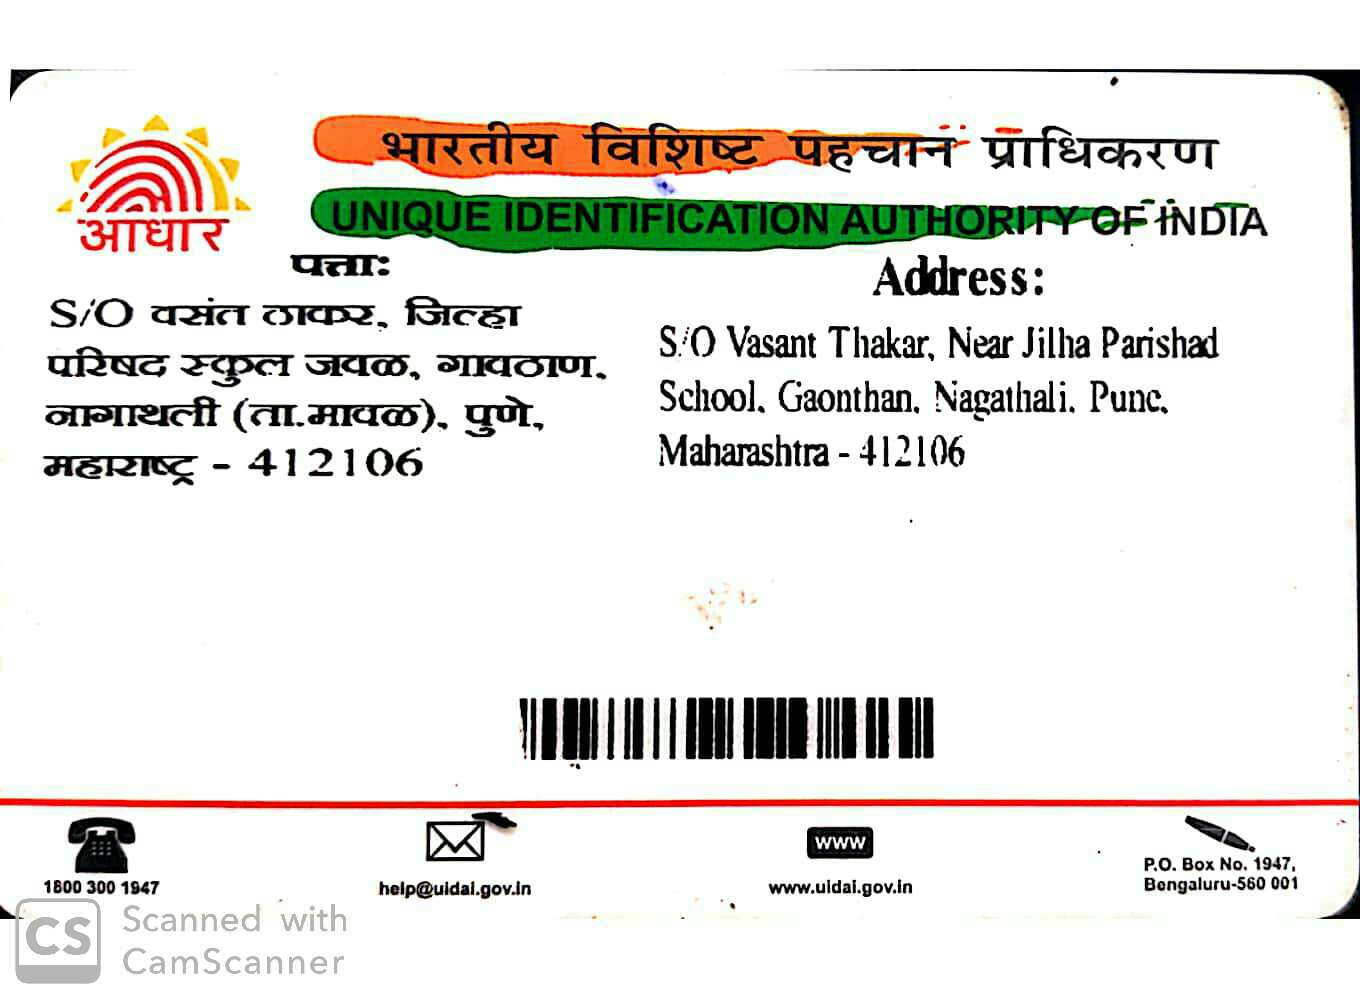 भारतीय विशिष्ट पहचान प्राधिकरण
UNIQUE IDENTIFICATION AUTHORITY OF INDIA
आधार
पत्ता:
S/O वसंत ठाकर, जिल्हा
परिषद स्कुल जवळ, गावठाण,
नागाथली (ता.मावळ), पुणे,
महाराष्ट्र - 412106
Address:
S/O Vasant Thakar, Near Jilha Parishad
School, Gaonthan, Nagathali, Pune,
Maharashtra - 412106
1800 300 1947
help@uidai.gov.in
www
www.uidai.gov.in
P.O. Box No. 1947,
Bengaluru-560 001
CS
Scanned with
CamScanner